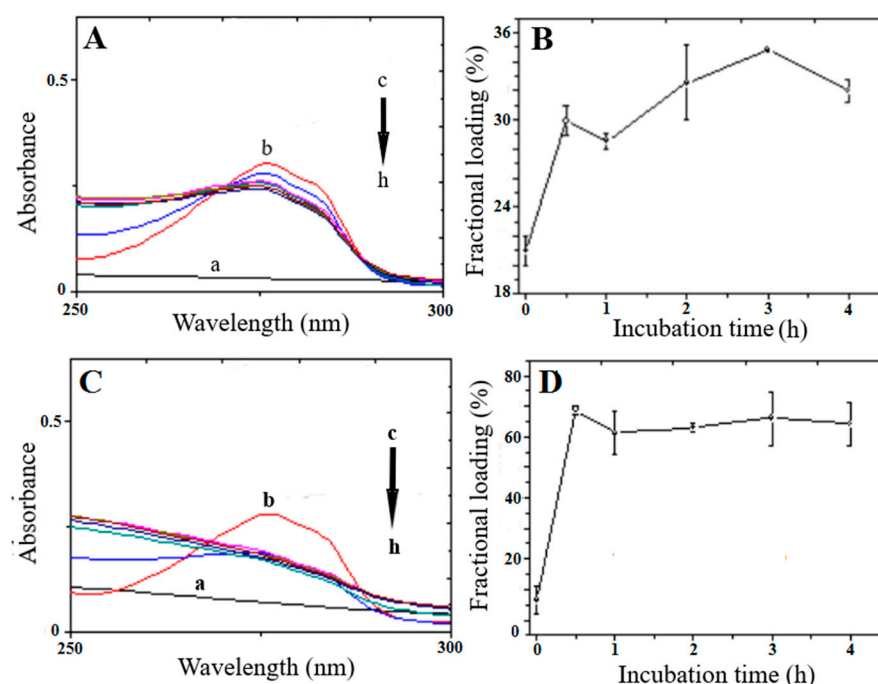 A
Absorbance
0.5
0
a
b
c
h
250
300
Wavelength (nm)
B
Fractional loading (%)
36
30
24
18
0
1
2
3
4
Incubation time (h)
C
Absorbance
0.5
0
a
b
c
h
250
300
Wavelength (nm)
D
Fractional loading (%)
80
60
40
10
0
0
1
2
3
4
Incubation time (h)